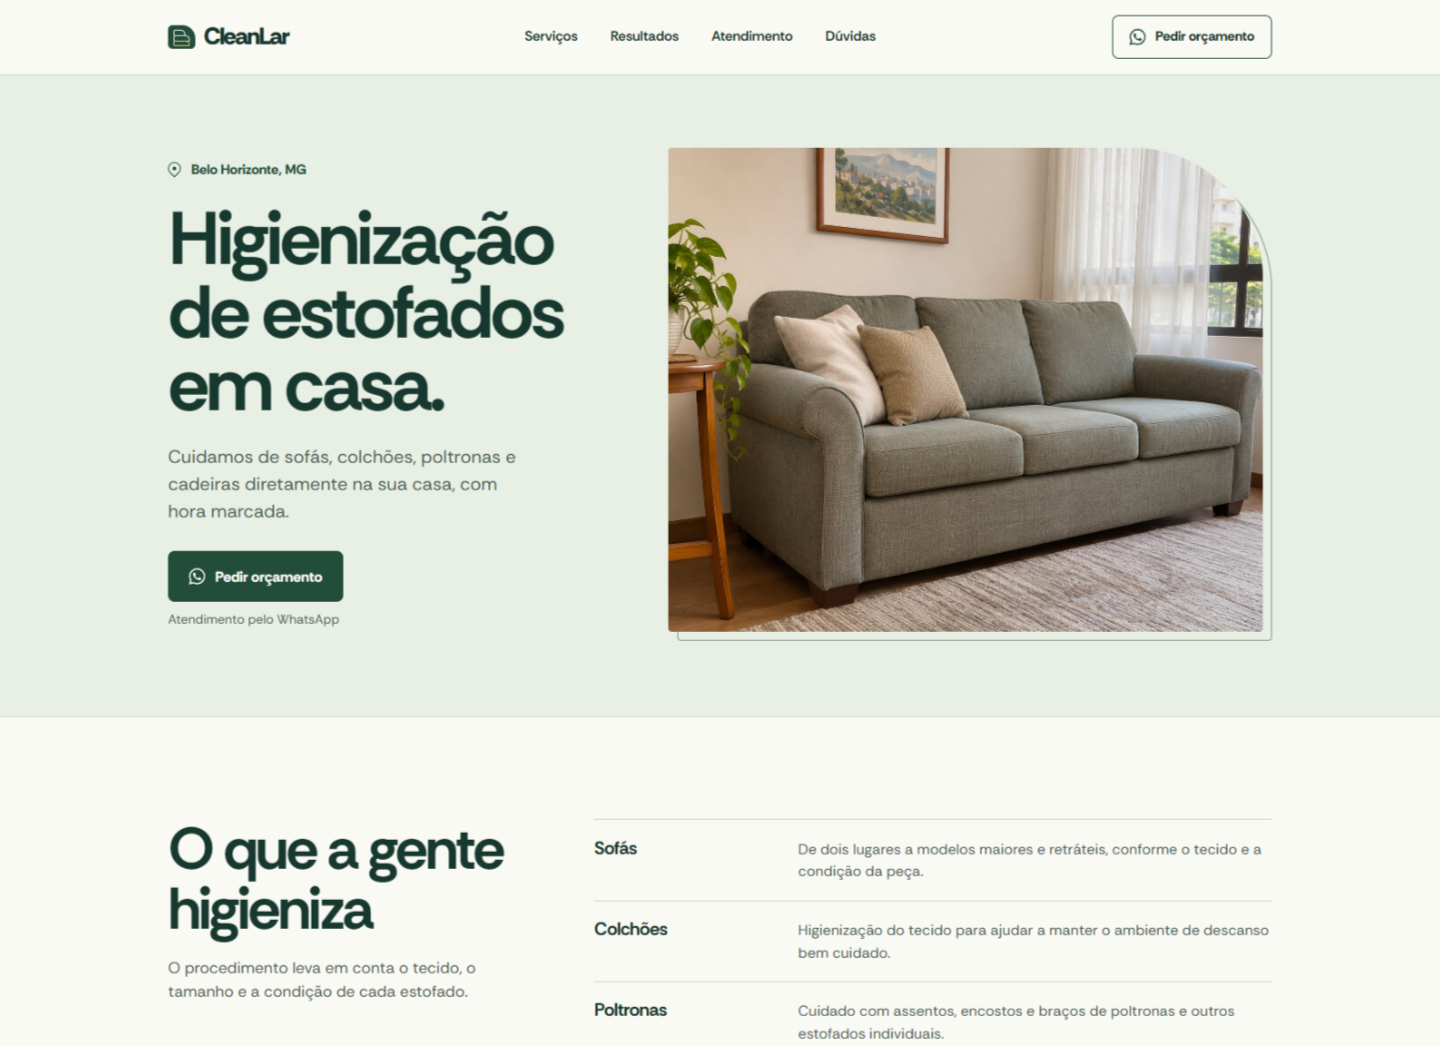 CleanLar
Serviços
Resultados
Atendimento
Dúvidas
Pedir orçamento
Belo Horizonte, MG
Higienização
de estofados
em casa.
Cuidamos de sofás, colchões, poltronas e
cadeiras diretamente na sua casa, com
hora marcada.
Pedir orçamento
Atendimento pelo WhatsApp
O que a gente
higieniza
O procedimento leva em conta o tecido, o
tamanho e a condição de cada estofado.
Sofás
De dois lugares a modelos maiores e retráteis, conforme o tecido e a
condição da peça.
Colchões
Higienização do tecido para ajudar a manter o ambiente de descanso
bem cuidado.
Poltronas
Cuidado com assentos, encostos e braços de poltronas e outros
estofados individuais.